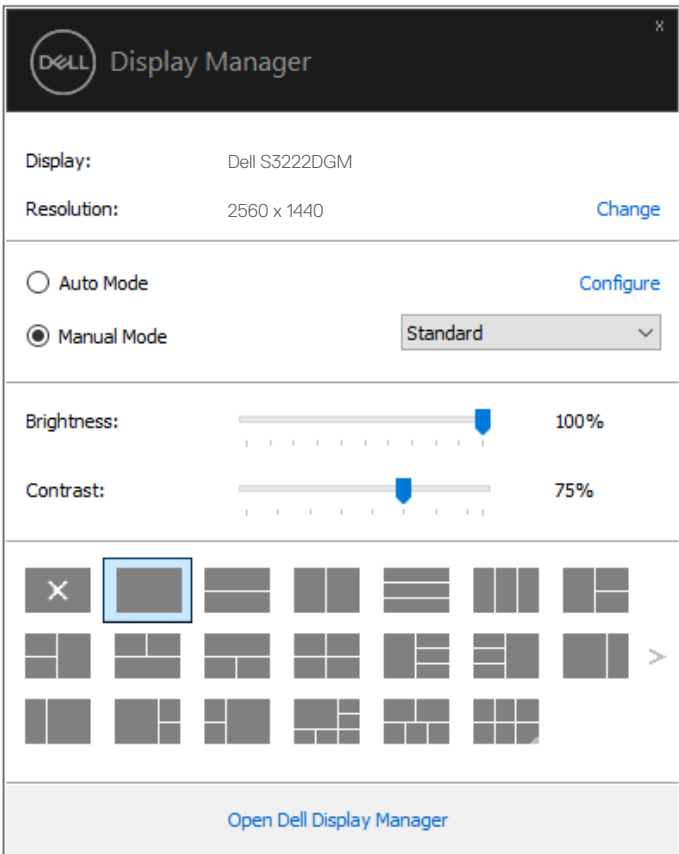 DELL Display Manager
x
Display: Dell S3222DGM
Resolution: 2560 x 1440 Change
Auto Mode Configure
Manual Mode Standard
Brightness: 100%
Contrast: 75%
Open Dell Display Manager